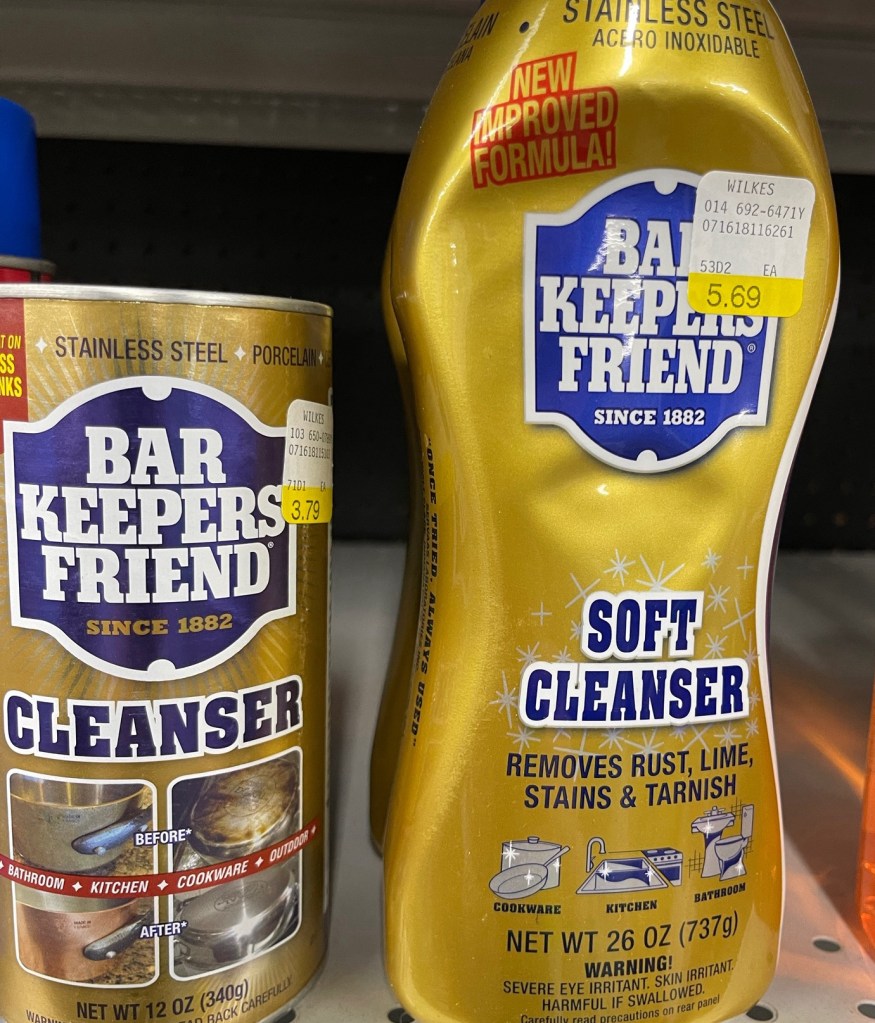 STAINLESS STEEL
ACERO INOXIDABLE
NEW
IMPROVED
FORMULA!
WILKES
014 692-6471Y
071618116261
53D2 EA
5.69
BAR
KEEPERS
FRIEND®
SINCE 1882
"ONCE TRIED, ALWAYS USED"
SOFT
CLEANSER
REMOVES RUST, LIME,
STAINS & TARNISH
COOKWARE KITCHEN BATHROOM
NET WT 26 OZ (737g)
WARNING!
SEVERE EYE IRRITANT. SKIN IRRITANT.
HARMFUL IF SWALLOWED.
Carefully read precautions on rear panel
STAINLESS STEEL ✦ PORCELAIN ✦
WILKES
71D1 EA
3.79
BAR
KEEPERS
FRIEND®
SINCE 1882
CLEANSER
BEFORE*
BATHROOM ✦ KITCHEN ✦ COOKWARE ✦ OUTDOOR ✦
AFTER*
NET WT 12 OZ (340g)
BACK CAREFULLY